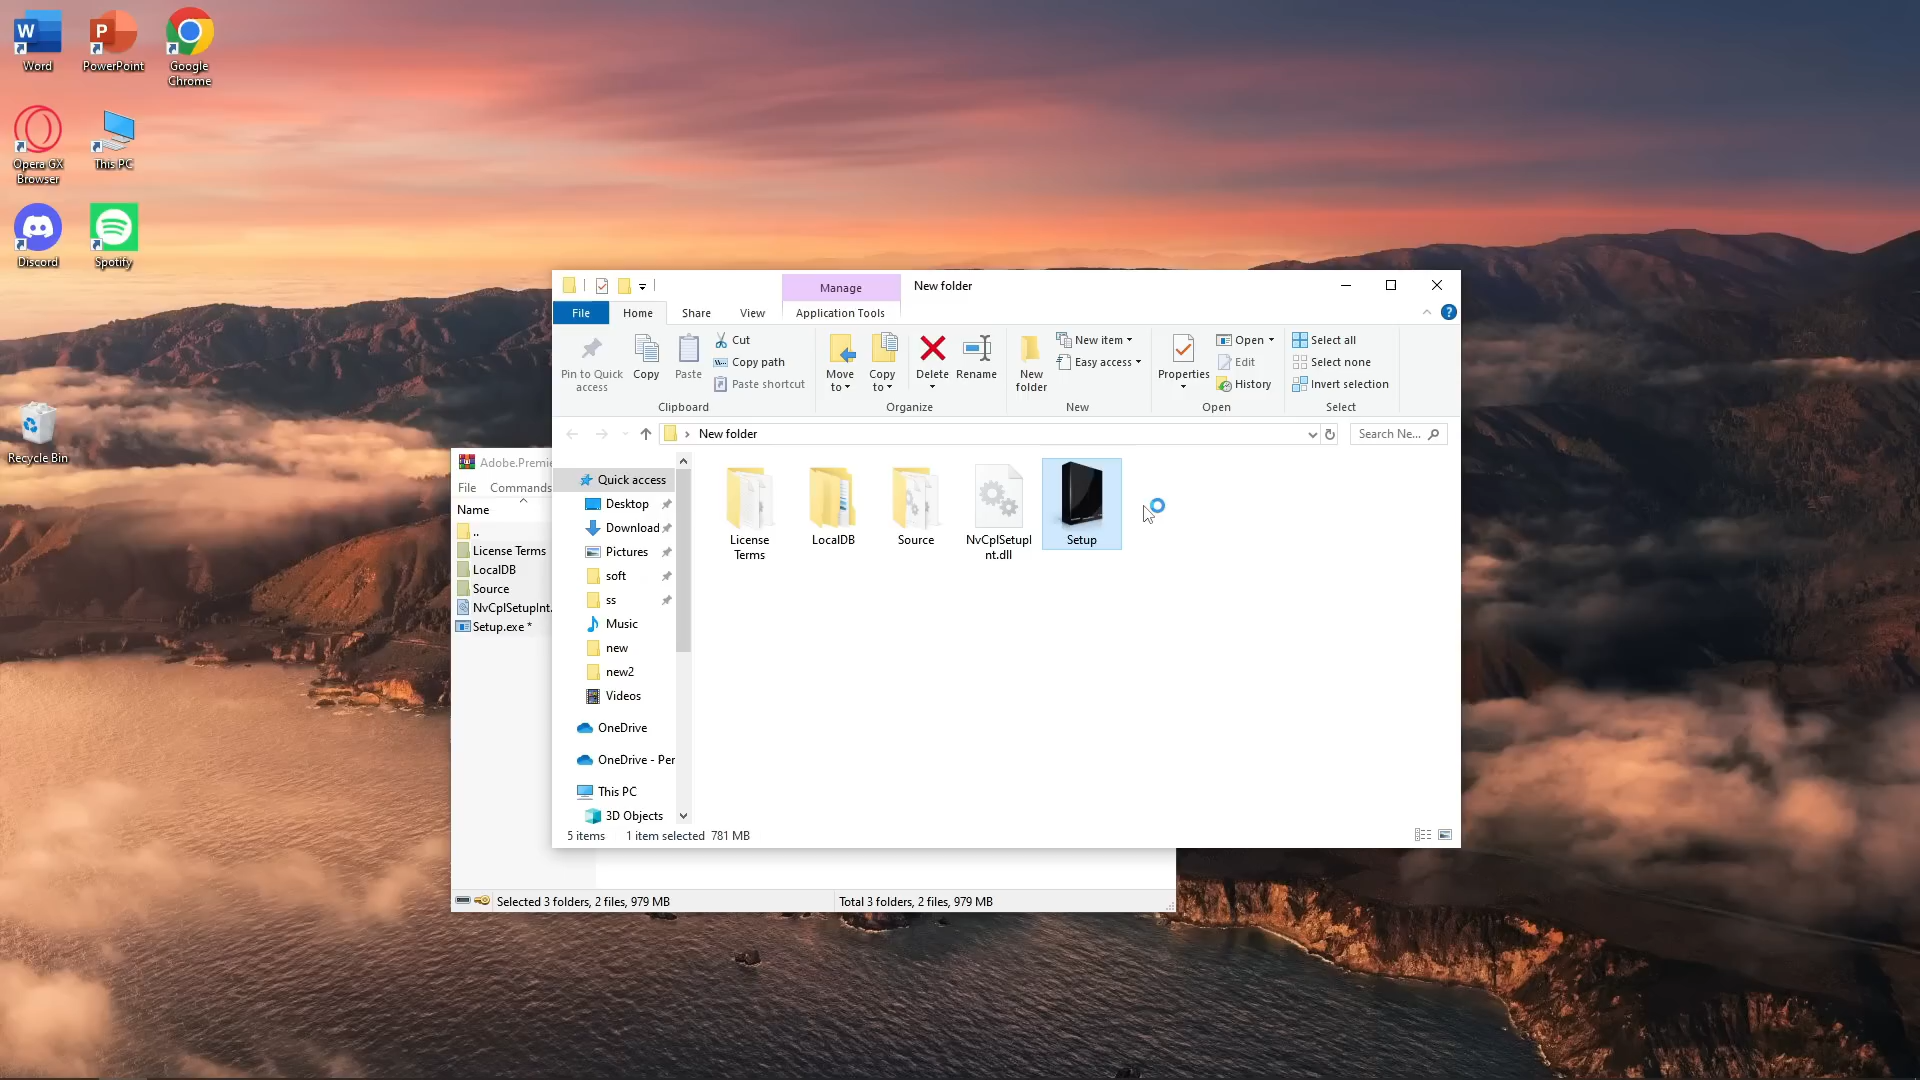 Word
PowerPoint
Google
Chrome
Opera GX
Browser
This PC
Discord
Spotify
Recycle Bin
Manage
New folder
File
Home
Share
View
Application Tools
Pin to Quick
access
Copy
Paste
Cut
Copy path
Paste shortcut
Clipboard
Move
to
Copy
to
Delete
Rename
Organize
New
folder
New item
Easy access
New
Properties
Open
Edit
History
Open
Select all
Select none
Invert selection
Select
New folder
Search Ne...
Adobe.Premie
File Commands
Name
..
License Terms
LocalDB
Source
NvCplSetupInt.
Setup.exe *
Quick access
Desktop
Download
Pictures
soft
ss
Music
new
new2
Videos
OneDrive
OneDrive - Per
This PC
3D Objects
License
Terms
LocalDB
Source
NvCplSetupI
nt.dll
Setup
5 items 1 item selected 781 MB
Selected 3 folders, 2 files, 979 MB
Total 3 folders, 2 files, 979 MB